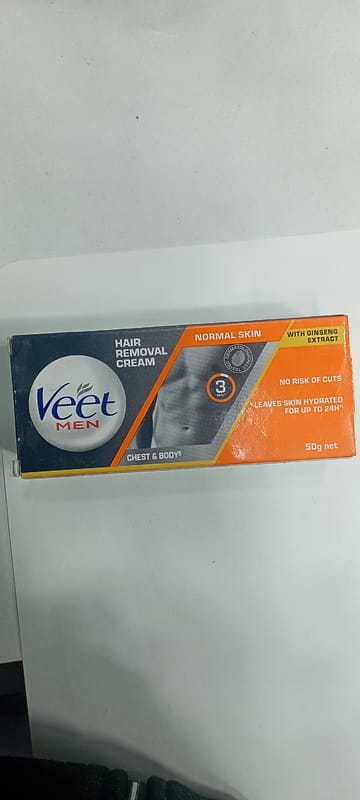 Veet
MEN
HAIR
REMOVAL
CREAM
CHEST & BODY§
NORMAL SKIN
3
WITH GINSENG
EXTRACT
NO RISK OF CUTS
LEAVES SKIN HYDRATED
FOR UP TO 24H^
50g net